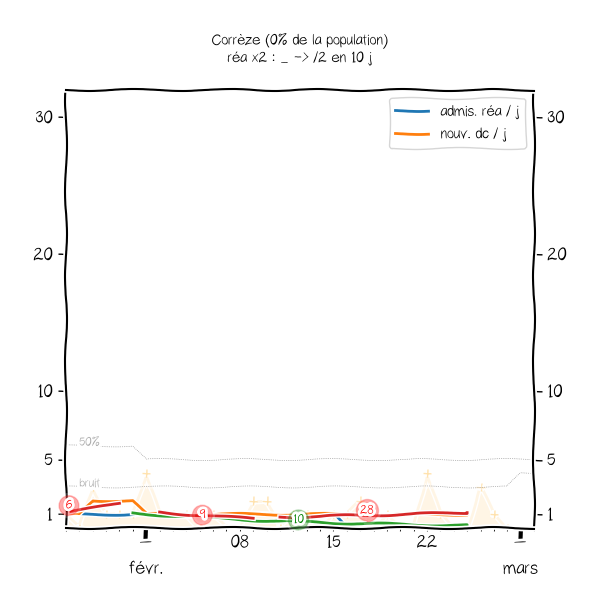 Corrèze (0% de la population)
réa x2 : _ -> /2 en 10 j
admis. réa / j
nouv. dc / j
30
30
20
20
10
10
5
5
1
1
50%
bruit
6
9
10
28
08
15
22
févr.
mars